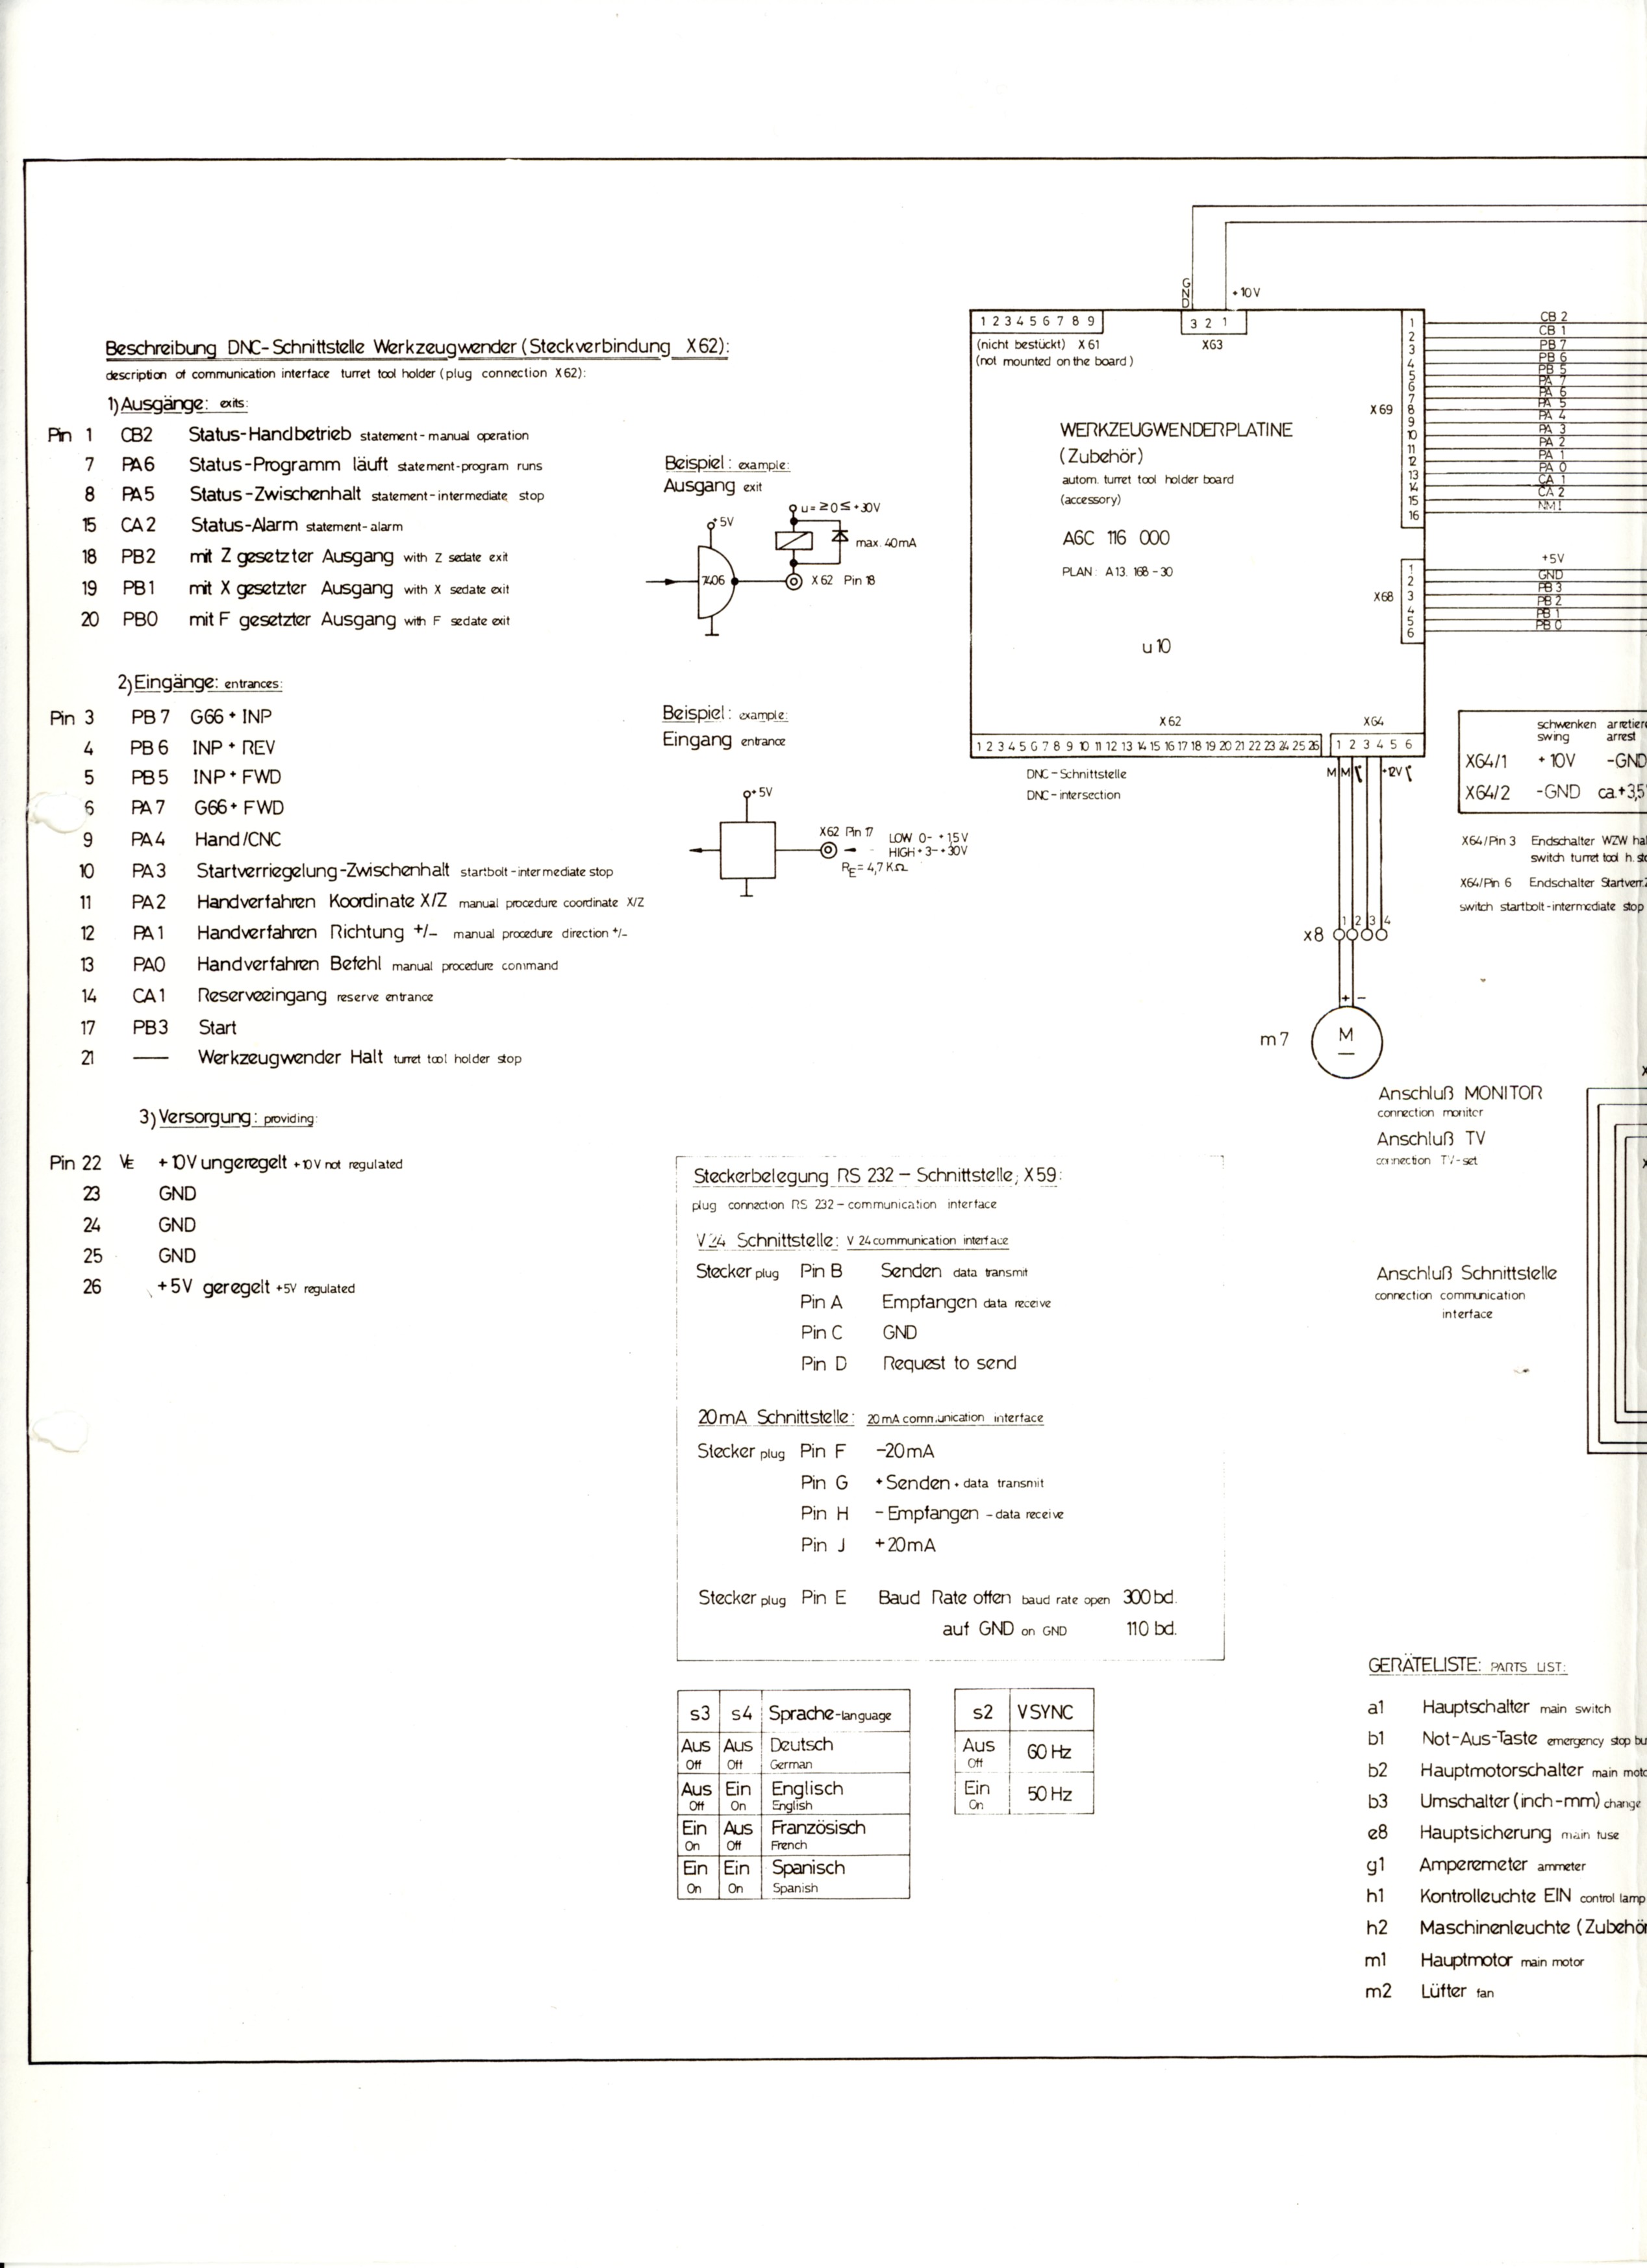 Beschreibung DNC-Schnittstelle Werkzeugwender (Steckverbindung X62):
description of communication interface turret tool holder (plug connection X62):
1) Ausgänge: exits:
Pin 1 CB2 Status-Handbetrieb statement-manual operation
7 PA6 Status-Programm läuft statement-program runs
8 PA5 Status-Zwischenhalt statement-intermediate stop
15 CA2 Status-Alarm statement-alarm
18 PB2 mit Z gesetzter Ausgang with Z sedate exit
19 PB1 mit X gesetzter Ausgang with X sedate exit
20 PB0 mit F gesetzter Ausgang with F sedate exit
Beispiel: example:
Ausgang exit
+5V
u=≥0≤+30V
max. 40mA
7406
X62 Pin 18
2) Eingänge: entrances:
Pin 3 PB7 G66+INP
4 PB6 INP+REV
5 PB5 INP+FWD
6 PA7 G66+FWD
9 PA4 Hand/CNC
10 PA3 Startverriegelung-Zwischenhalt startbolt-intermediate stop
11 PA2 Handverfahren Koordinate X/Z manual procedure coordinate X/Z
12 PA1 Handverfahren Richtung +/- manual procedure direction +/-
13 PA0 Handverfahren Befehl manual procedure command
14 CA1 Reserveeingang reserve entrance
17 PB3 Start
21 — Werkzeugwender Halt turret tool holder stop
Beispiel: example:
Eingang entrance
+5V
X62 Pin 17
LOW 0-+1,5V
HIGH+3-+30V
RE=4,7KΩ
3) Versorgung: providing:
Pin 22 VE +10V ungeregelt +10V not regulated
23 GND
24 GND
25 GND
26 +5V geregelt +5V regulated
GND
+10V
1 2 3 4 5 6 7 8 9
3 2 1
(nicht bestückt) X61
X63
(not mounted on the board)
WERKZEUGWENDERPLATINE
(Zubehör)
autom. turret tool holder board
(accessory)
A6C 116 000
PLAN: A13. 168-30
u10
X69
1
2
3
4
5
6
7
8
9
10
11
12
13
14
15
16
CB 2
CB 1
PB 7
PB 6
PB 5
PA 7
PA 6
PA 5
PA 4
PA 3
PA 2
PA 1
PA 0
CA 1
CA 2
NMI
X68
1
2
3
4
5
6
+5V
GND
PB 3
PB 2
PB 1
PB 0
X62
X64
1 2 3 4 5 6 7 8 9 10 11 12 13 14 15 16 17 18 19 20 21 22 23 24 25 26
1 2 3 4 5 6
DNC-Schnittstelle
DNC-intersection
M M
+12V
schwenken arretier
swing arrest
X64/1 +10V -GND
X64/2 -GND ca.+3,5
X64/Pin 3 Endschalter WZW ha
switch turret tool h. st
X64/Pin 6 Endschalter Startverr.
switch startbolt-intermediate stop
1 2 3 4
x8
+ -
m7
M
Anschluß MONITOR
connection monitor
Anschluß TV
connection TV-set
Anschluß Schnittstelle
connection communication
interface
Steckerbelegung RS 232 - Schnittstelle; X59:
plug connection RS 232-communication interface
V24 Schnittstelle: V 24 communication interface
Stecker plug Pin B Senden data transmit
Pin A Empfangen data receive
Pin C GND
Pin D Request to send
20mA Schnittstelle: 20mA communication interface
Stecker plug Pin F -20mA
Pin G +Senden + data transmit
Pin H -Empfangen -data receive
Pin J +20mA
Stecker plug Pin E Baud Rate offen baud rate open 300 bd.
auf GND on GND 110 bd.
s3 s4 Sprache-language
Aus Aus Deutsch
Off Off German
Aus Ein Englisch
Off On English
Ein Aus Französisch
On Off French
Ein Ein Spanisch
On On Spanish
s2 VSYNC
Aus 60 Hz
Off
Ein 50 Hz
On
GERÄTELISTE: PARTS LIST:
a1 Hauptschalter main switch
b1 Not-Aus-Taste emergency stop bu
b2 Hauptmotorschalter main moto
b3 Umschalter (inch-mm) change
e8 Hauptsicherung main fuse
g1 Amperemeter ammeter
h1 Kontrolleuchte EIN control lamp
h2 Maschinenleuchte (Zubehör
m1 Hauptmotor main motor
m2 Lüfter fan